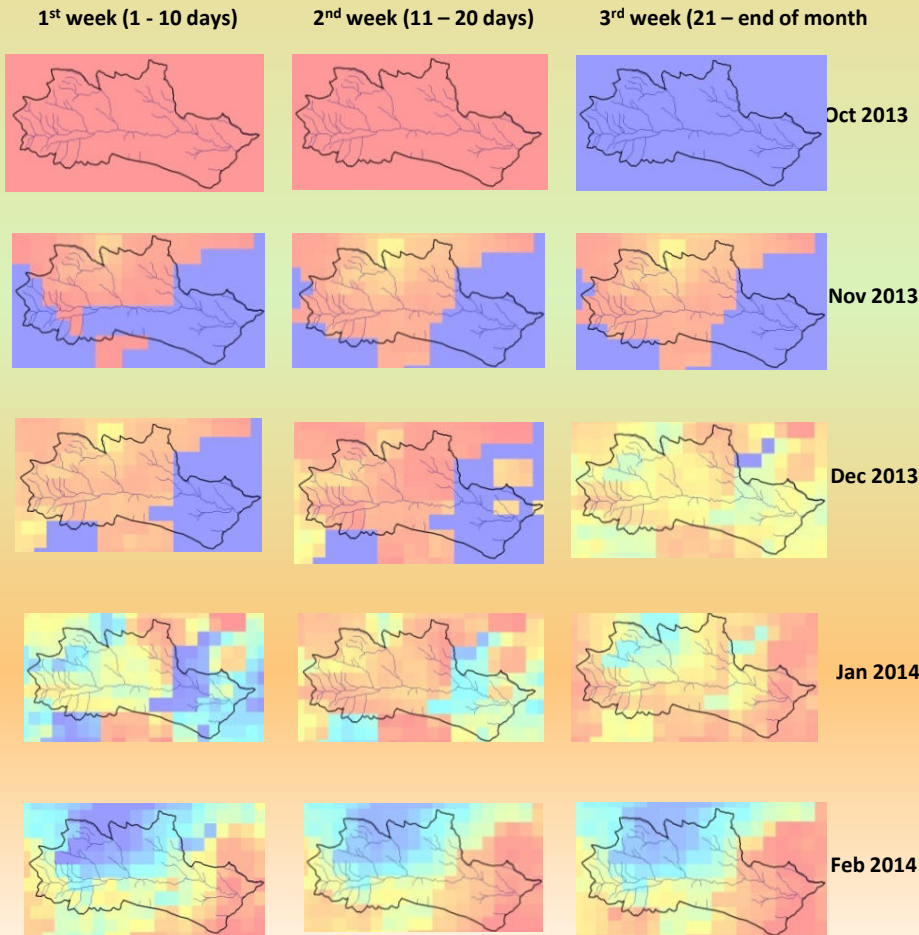 1st week (1 - 10 days)
2nd week (11 – 20 days)
3rd week (21 – end of month
Oct 2013
Nov 2013
Dec 2013
Jan 2014
Feb 2014